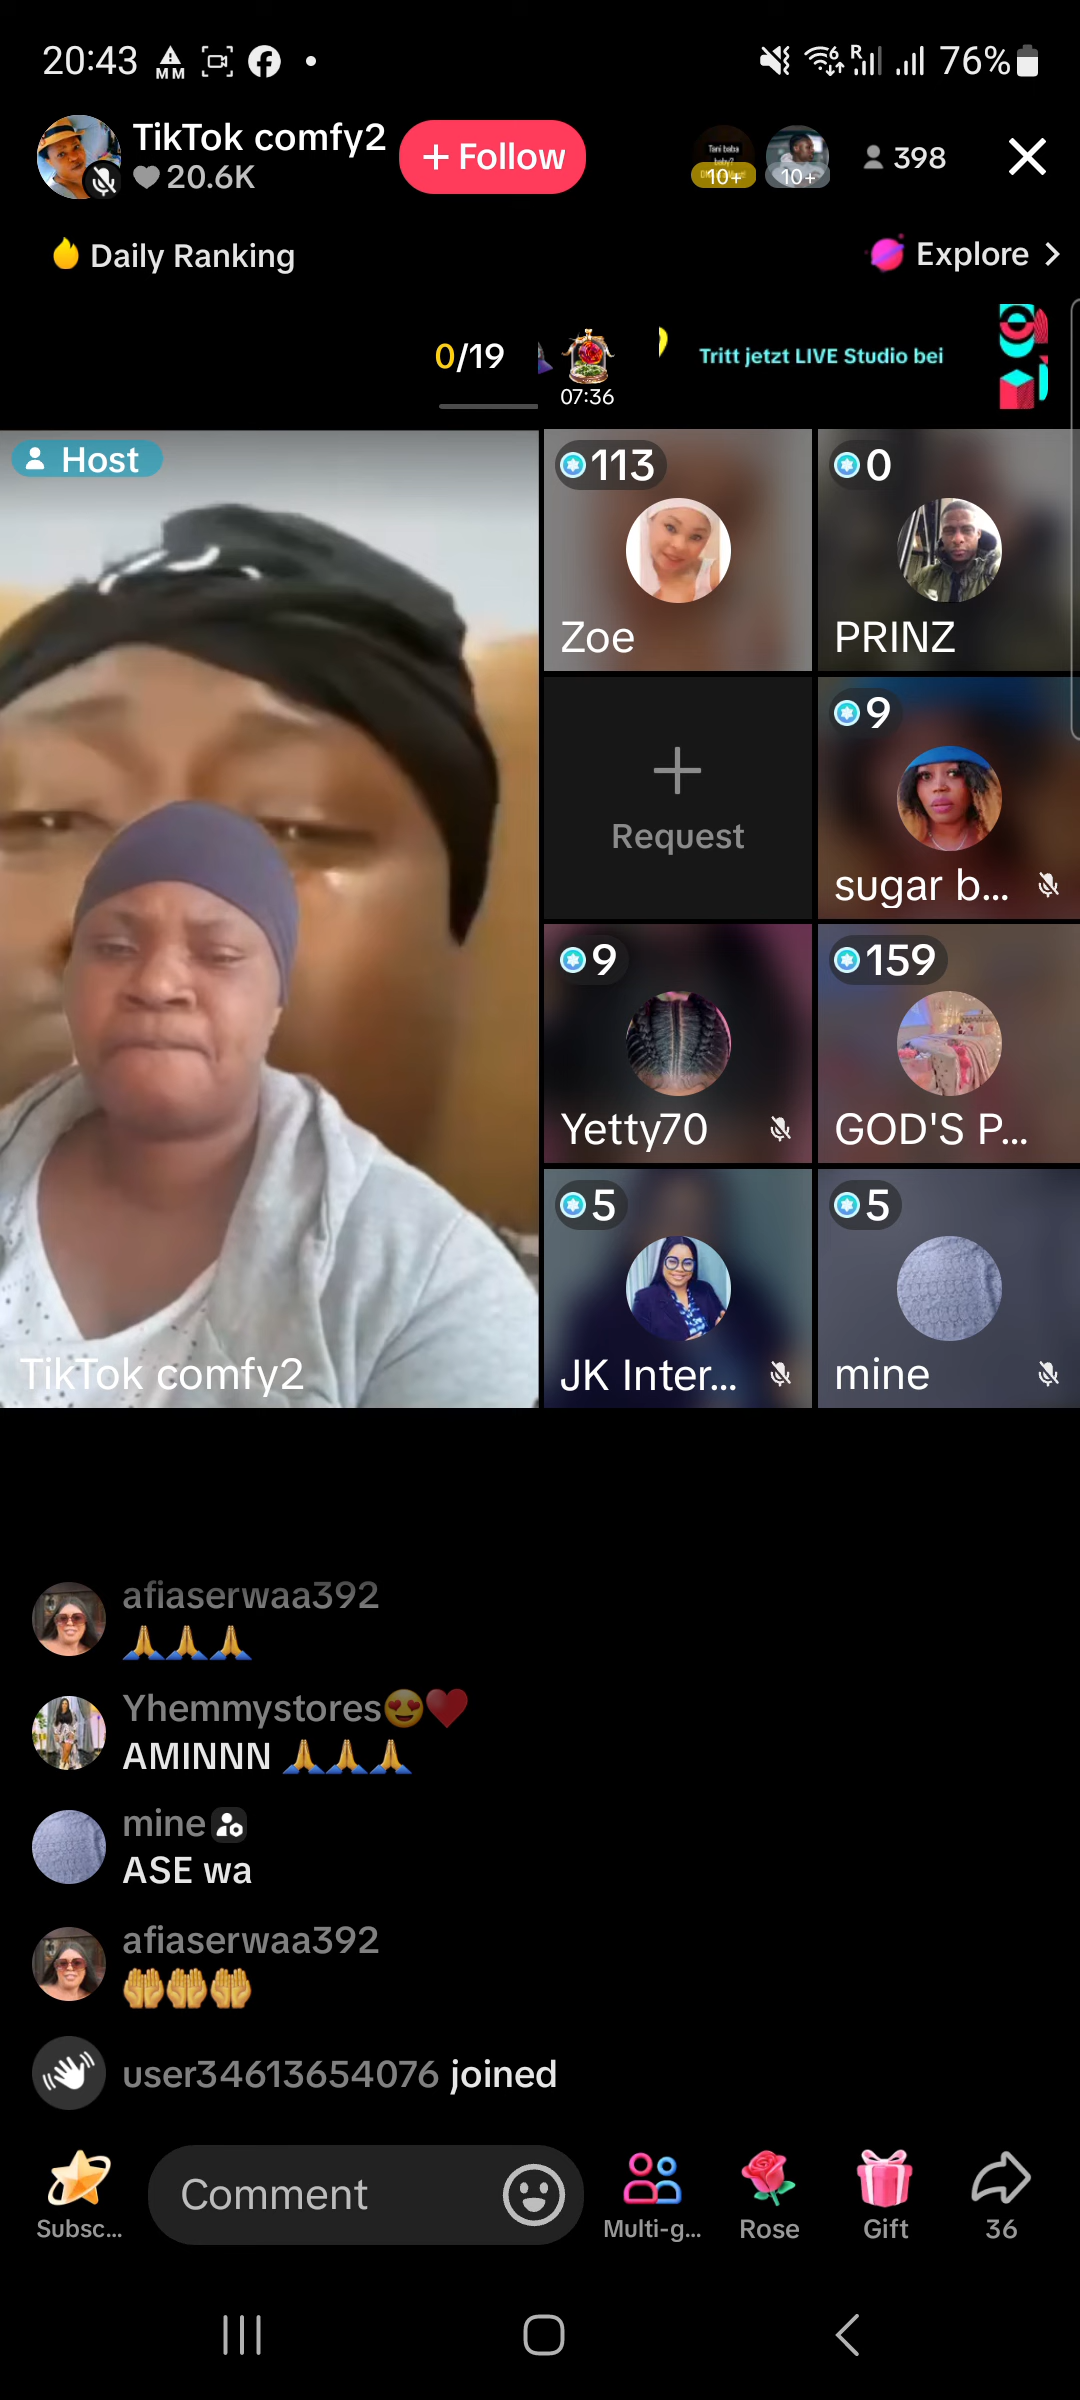 20:43
MM
R
76%
TikTok comfy2
20.6K
+ Follow
10+
10+
398
Daily Ranking
Explore >
0/19
07:36
Tritt jetzt LIVE Studio bei
Host
113
Zoe
0
PRINZ
Request
9
sugar b...
9
Yetty70
159
GOD'S P...
5
JK Inter...
5
mine
TikTok comfy2
afiaserwaa392
🙏🙏🙏
Yhemmystores😍♥️
AMINNN 🙏🙏🙏
mine
ASE wa
afiaserwaa392
🤲🤲🤲
user34613654076 joined
Subsc...
Comment
Multi-g...
Rose
Gift
36